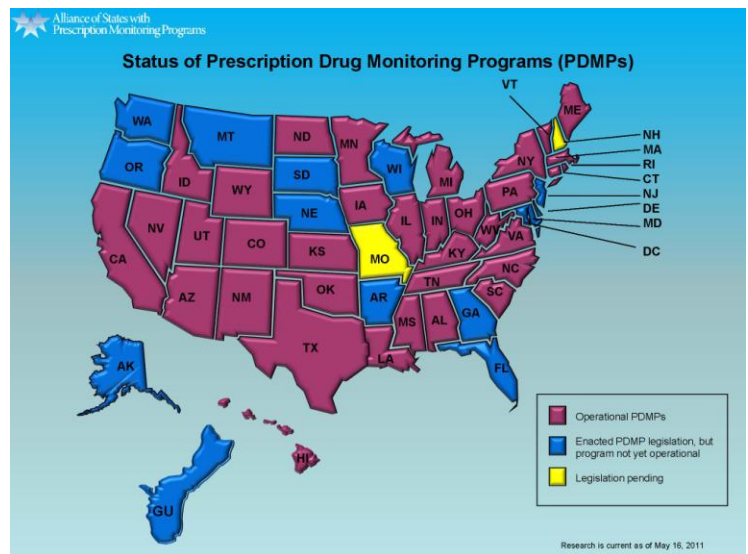 Alliance of States with
Prescription Monitoring Programs
Status of Prescription Drug Monitoring Programs (PDMPs)
VT
ME
WA
MT
ND
MN
NH
MA
OR
ID
SD
WI
NY
RI
CT
WY
MI
PA
NJ
NE
IA
DE
NV
IL
IN
OH
MD
UT
CO
WV
VA
DC
CA
KS
MO
KY
NC
AZ
NM
OK
TN
SC
AR
MS
AL
GA
TX
LA
FL
AK
HI
GU
Operational PDMPs
Enacted PDMP legislation, but
program not yet operational
Legislation pending
Research is current as of May 16, 2011